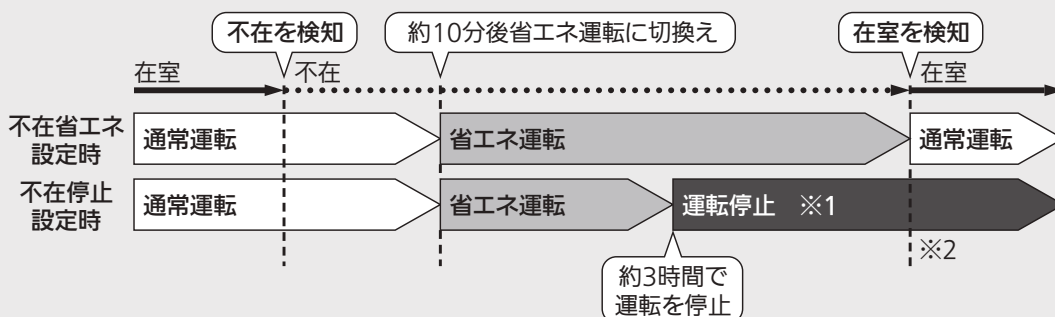 不在を検知
約10分後省エネ運転に切換え
在室を検知
在室
不在
在室
不在省エネ
設定時
通常運転
省エネ運転
通常運転
不在停止
設定時
通常運転
省エネ運転
運転停止 ※1
※2
約3時間で
運転を停止